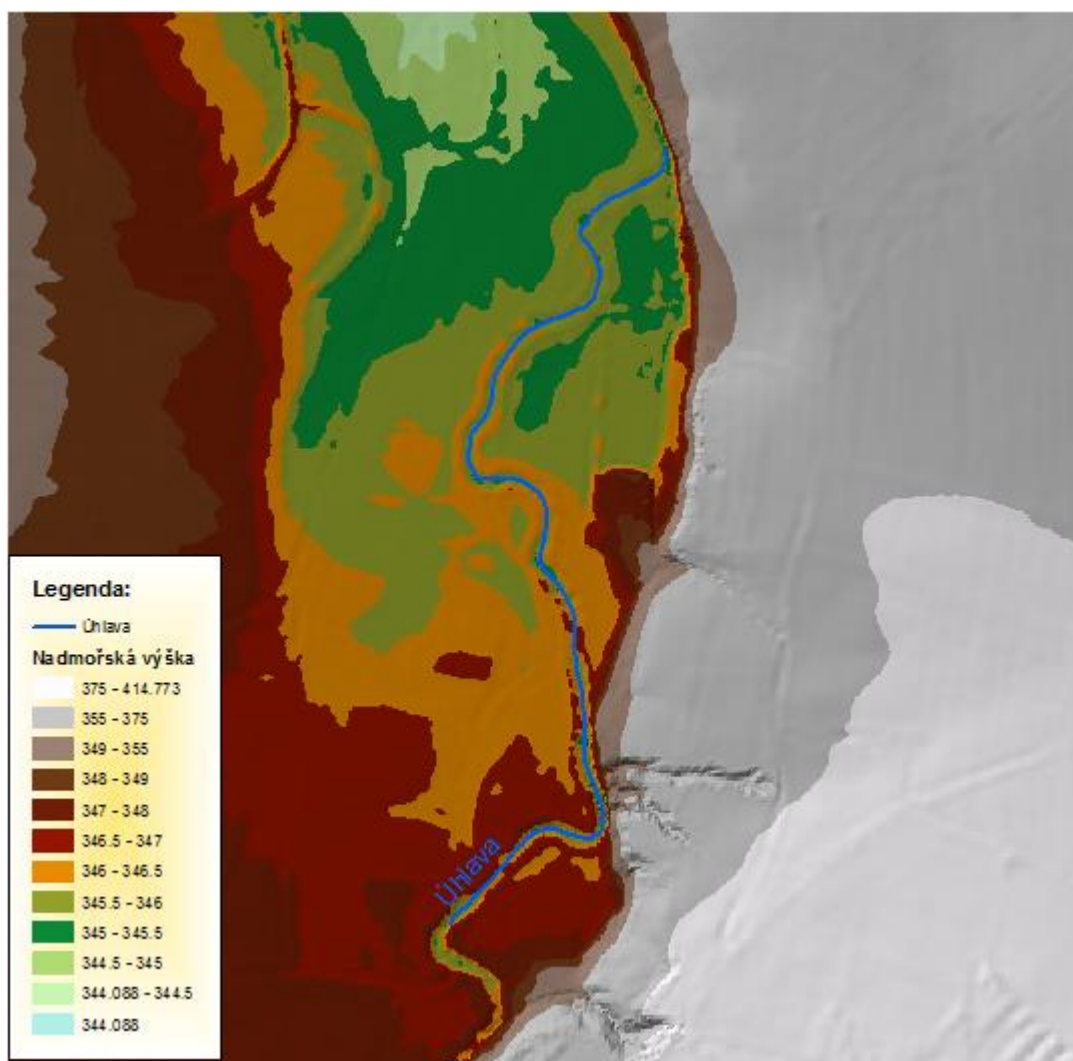 Úhlava
Legenda:
Úhlava
Nadmořská výška
375 - 414.773
355 - 375
349 - 355
348 - 349
347 - 348
346.5 - 347
346 - 346.5
345.5 - 346
345 - 345.5
344.5 - 345
344.088 - 344.5
344.088